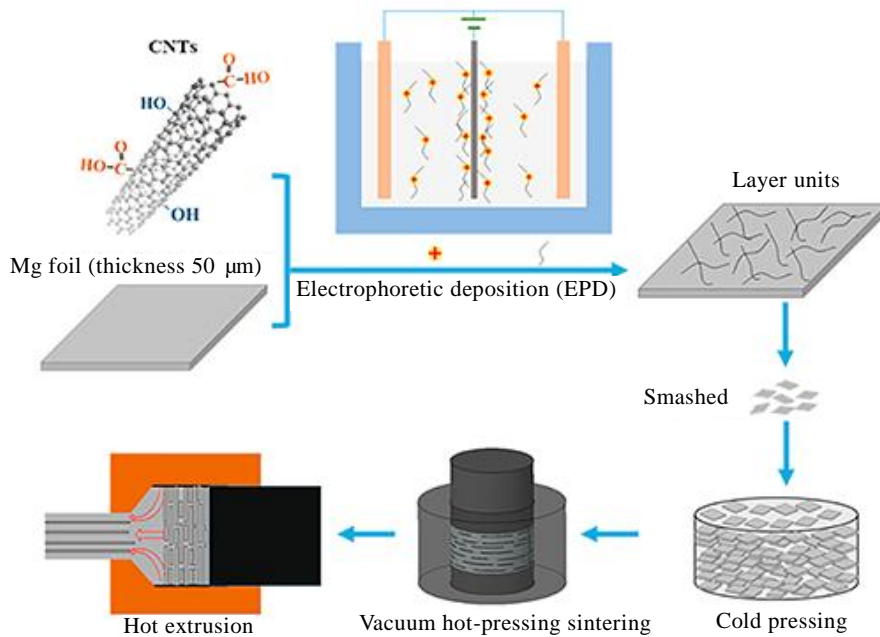 CNTs
O
C
HO
HO
O
HO
C
OH
Mg foil (thickness 50 μm)
+
Electrophoretic deposition (EPD)
Layer units
Smashed
Hot extrusion
Vacuum hot-pressing sintering
Cold pressing